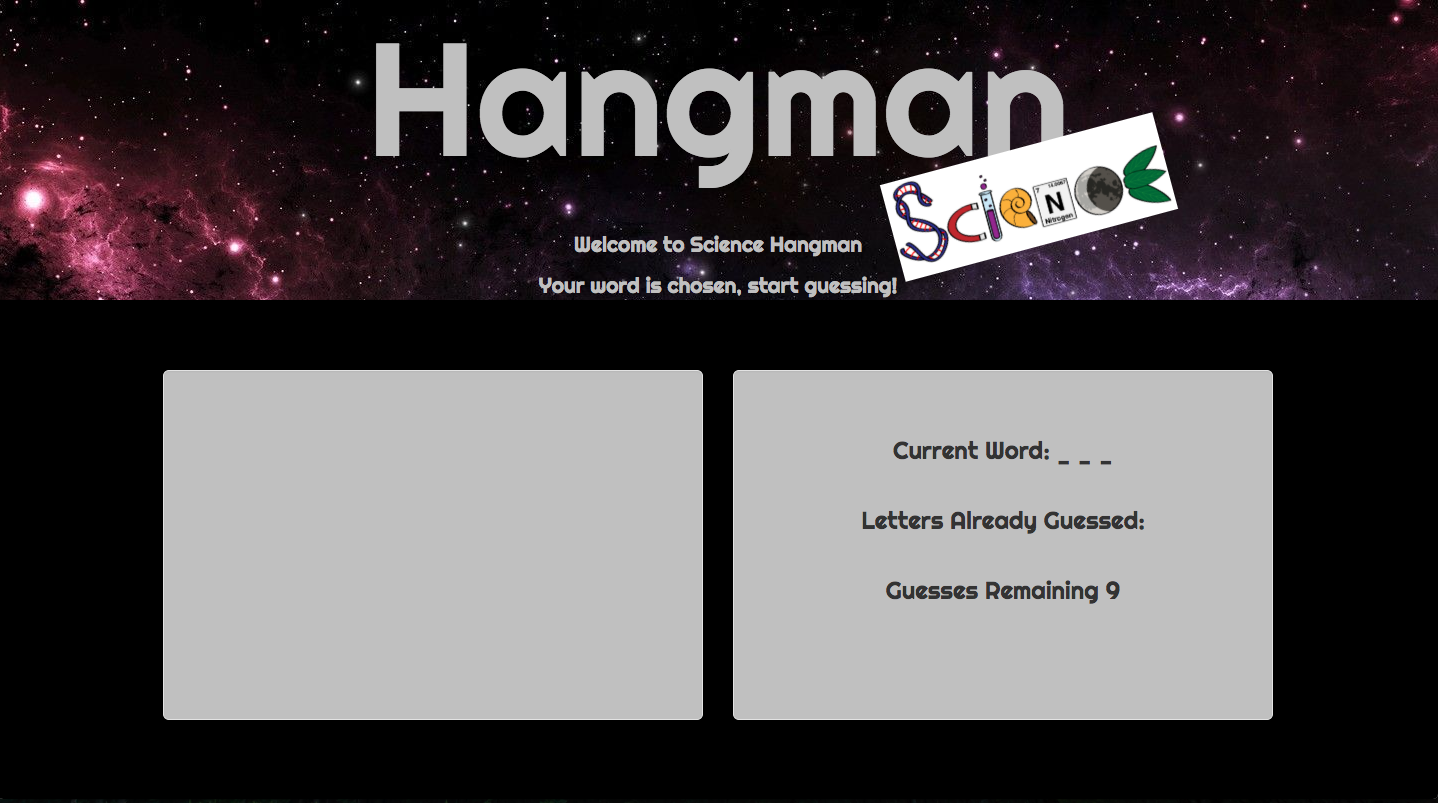 Hangman
Science
7 14.0067
N
Nitrogen
Welcome to Science Hangman
Your word is chosen, start guessing!
Current Word: _ _ _
Letters Already Guessed:
Guesses Remaining 9